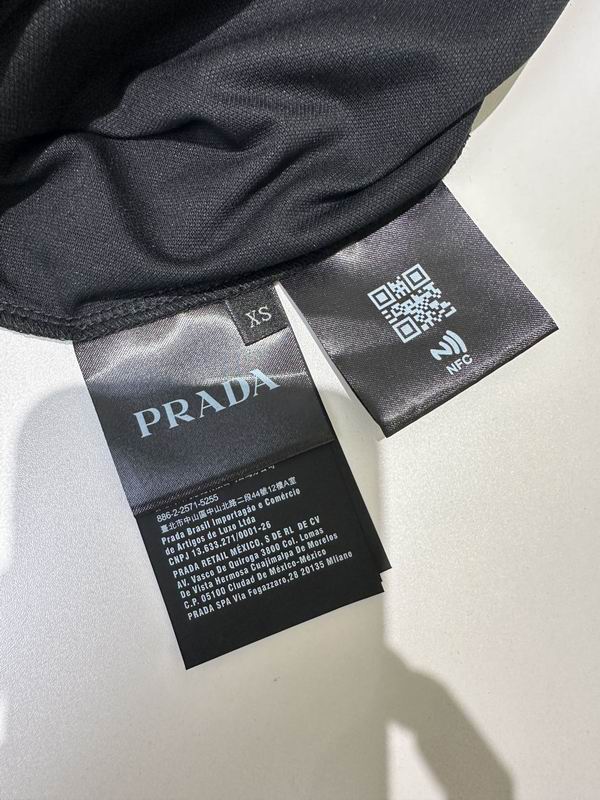 XS
PRADA
NFC
886-2-2571-5255
臺北市中山區中山北路二段44號12樓A室
Prada Brasil Importação e Comércio
de Artigos de Luxo Ltda
CNPJ 13.633.271/0001-26
PRADA RETAIL MÉXICO, S DE RL DE CV
AV. Vasco De Quiroga 3800 Col. Lomas
De Vista Hermosa Cuajimalpa De Morelos
C.P. 05100 Ciudad De México-México
PRADA SPA Via Fogazzaro,28 20135 Milano